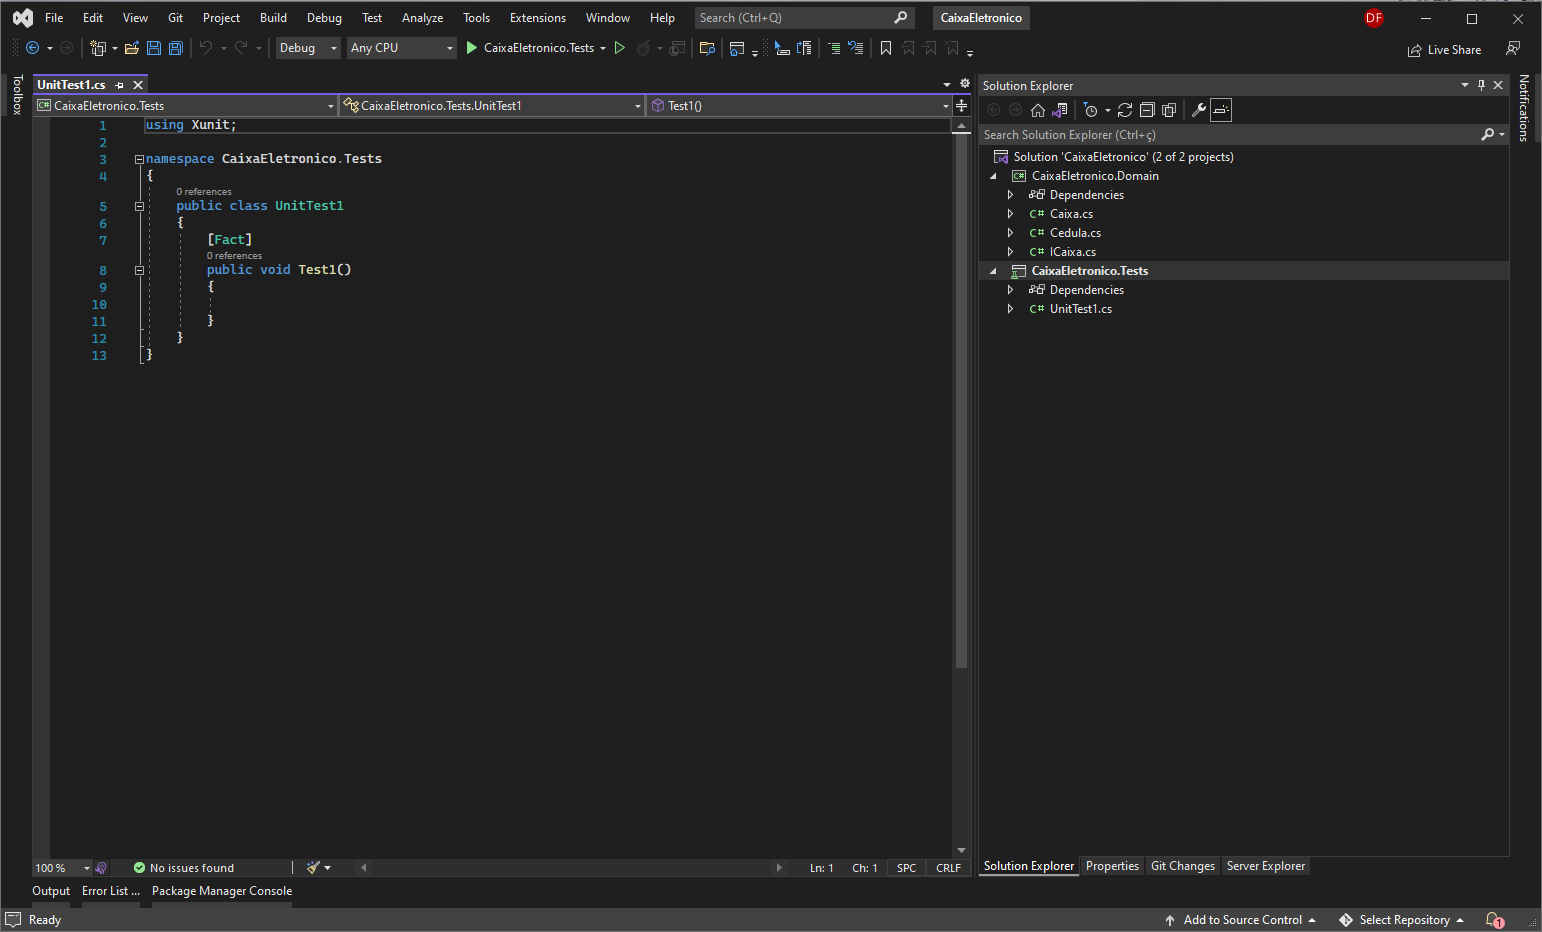 File Edit View Git Project Build Debug Test Analyze Tools Extensions Window Help Search (Ctrl+Q) CaixaEletronico DF
Debug Any CPU CaixaEletronico.Tests Live Share
Toolbox
UnitTest1.cs
CaixaEletronico.Tests CaixaEletronico.Tests.UnitTest1 Test1()
1 using Xunit;
2
3 namespace CaixaEletronico.Tests
4 {
0 references
5 public class UnitTest1
6 {
7 [Fact]
0 references
8 public void Test1()
9 {
10
11 }
12 }
13 }
100 % No issues found Ln: 1 Ch: 1 SPC CRLF
Solution Explorer
Search Solution Explorer (Ctrl+ç)
Solution 'CaixaEletronico' (2 of 2 projects)
C# CaixaEletronico.Domain
Dependencies
C# Caixa.cs
C# Cedula.cs
C# ICaixa.cs
CaixaEletronico.Tests
Dependencies
C# UnitTest1.cs
Solution Explorer Properties Git Changes Server Explorer
Notifications
Output Error List ... Package Manager Console
Ready Add to Source Control Select Repository 1